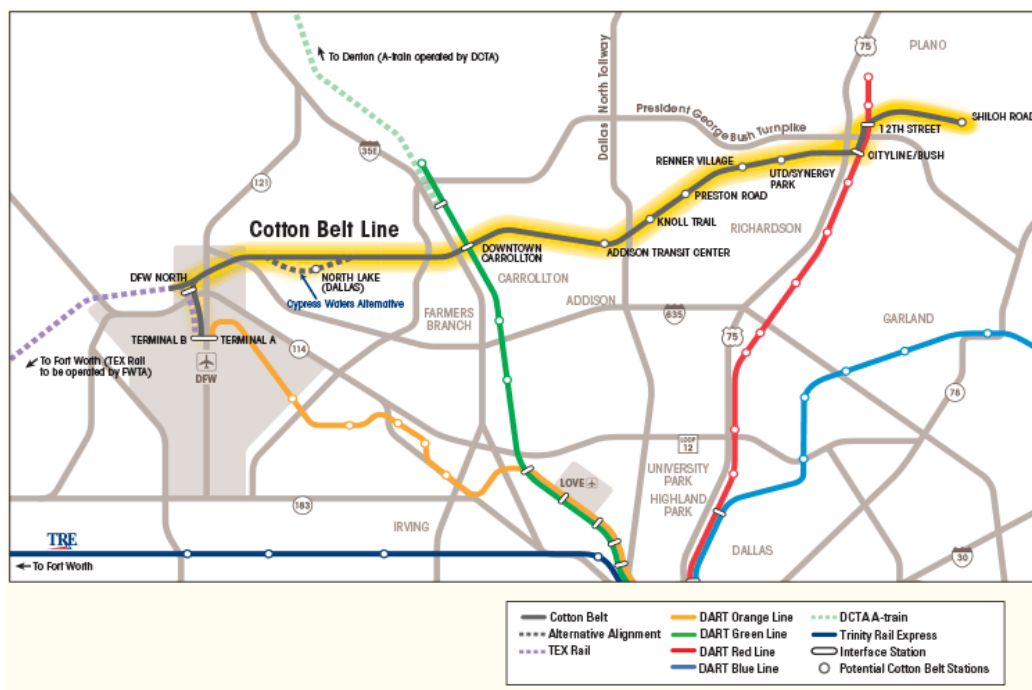 To Denton (A-train operated by DCTA)
Dallas North Tollway
75
PLANO
President George Bush Turnpike
SHILOH ROAD
12TH STREET
35E
CITYLINE/BUSH
RENNER VILLAGE
UTD/SYNERGY
PARK
121
PRESTON ROAD
KNOLL TRAIL
RICHARDSON
Cotton Belt Line
DOWNTOWN
CARROLLTON
ADDISON TRANSIT CENTER
DFW NORTH
NORTH LAKE
(DALLAS)
CARROLLTON
Cypress Waters Alternative
ADDISON
FARMERS
BRANCH
635
GARLAND
TERMINAL B
TERMINAL A
114
75
To Fort Worth (TEX Rail
to be operated by FWTA)
DFW
78
LOOP
12
UNIVERSITY
PARK
LOVE
HIGHLAND
PARK
183
IRVING
TRE
DALLAS
30
To Fort Worth
Cotton Belt
Alternative Alignment
TEX Rail
DART Orange Line
DART Green Line
DART Red Line
DART Blue Line
DCTA A-train
Trinity Rail Express
Interface Station
Potential Cotton Belt Stations